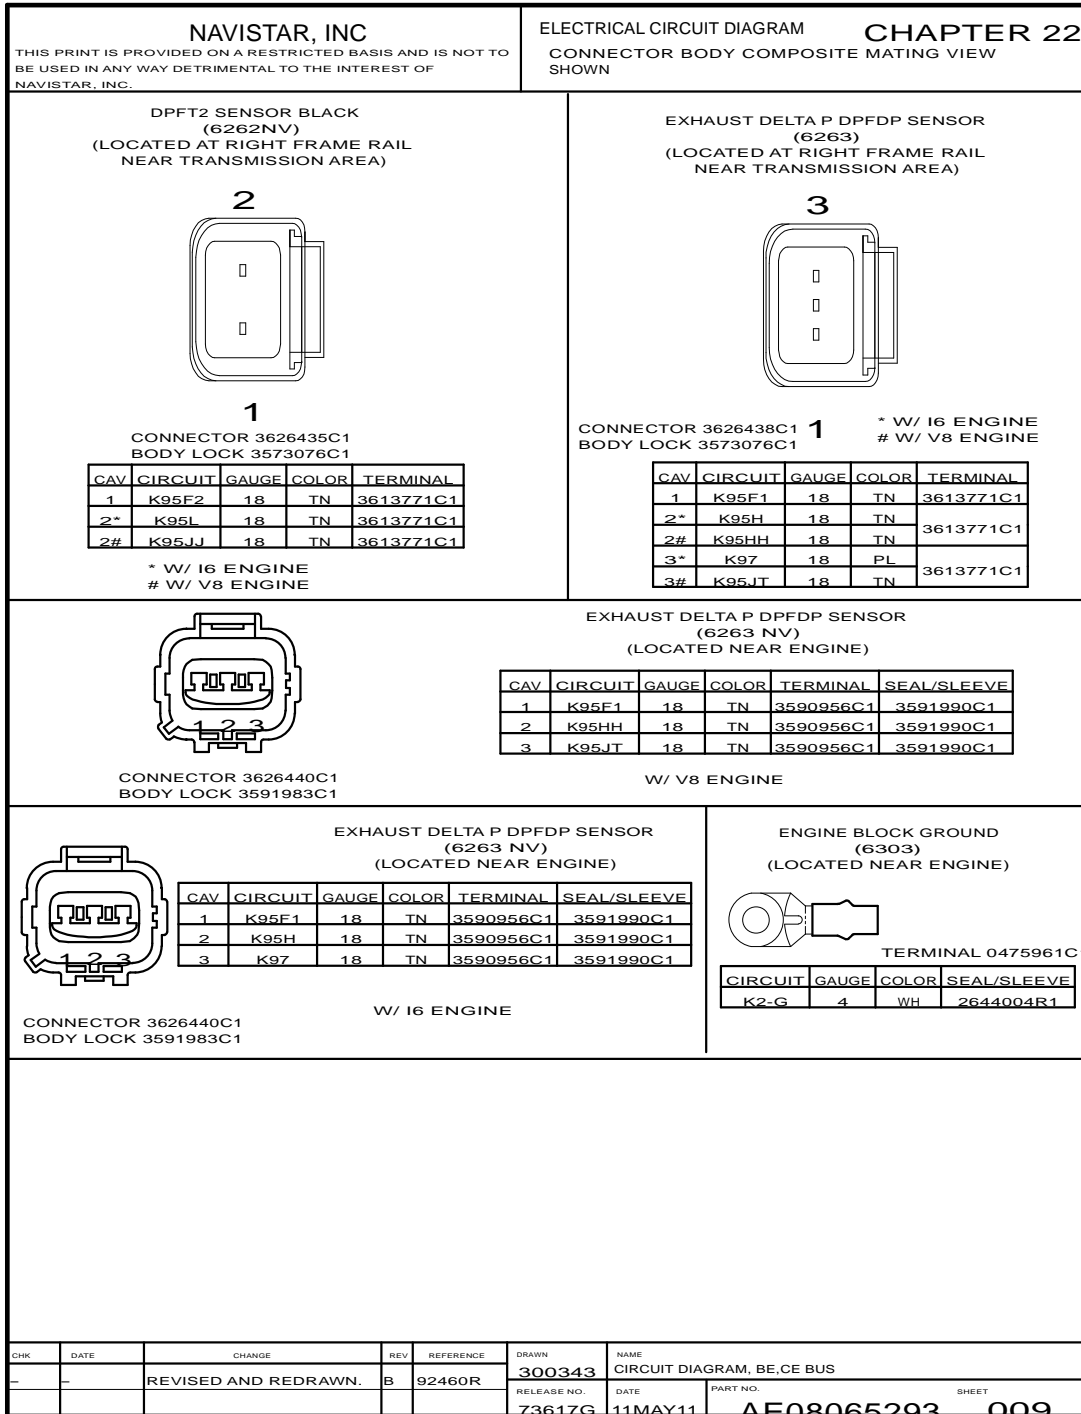 NAVISTAR, INC
THIS PRINT IS PROVIDED ON A RESTRICTED BASIS AND IS NOT TO
BE USED IN ANY WAY DETRIMENTAL TO THE INTEREST OF
NAVISTAR, INC.
ELECTRICAL CIRCUIT DIAGRAM CHAPTER 22
CONNECTOR BODY COMPOSITE MATING VIEW
SHOWN
DPFT2 SENSOR BLACK
(6262NV)
(LOCATED AT RIGHT FRAME RAIL
NEAR TRANSMISSION AREA)
2
1
CONNECTOR 3626435C1
BODY LOCK 3573076C1
CAV CIRCUIT GAUGE COLOR TERMINAL
1 K95F2 18 TN 3613771C1
2* K95L 18 TN 3613771C1
2# K95JJ 18 TN 3613771C1
* W/ I6 ENGINE
# W/ V8 ENGINE
EXHAUST DELTA P DPFDP SENSOR
(6263)
(LOCATED AT RIGHT FRAME RAIL
NEAR TRANSMISSION AREA)
3
1
CONNECTOR 3626438C1
BODY LOCK 3573076C1
* W/ I6 ENGINE
# W/ V8 ENGINE
CAV CIRCUIT GAUGE COLOR TERMINAL
1 K95F1 18 TN 3613771C1
2* K95H 18 TN 3613771C1
2# K95HH 18 TN
3* K97 18 PL 3613771C1
3# K95JT 18 TN
1 2 3
CONNECTOR 3626440C1
BODY LOCK 3591983C1
EXHAUST DELTA P DPFDP SENSOR
(6263 NV)
(LOCATED NEAR ENGINE)
CAV CIRCUIT GAUGE COLOR TERMINAL SEAL/SLEEVE
1 K95F1 18 TN 3590956C1 3591990C1
2 K95HH 18 TN 3590956C1 3591990C1
3 K95JT 18 TN 3590956C1 3591990C1
W/ V8 ENGINE
EXHAUST DELTA P DPFDP SENSOR
(6263 NV)
(LOCATED NEAR ENGINE)
1 2 3
CAV CIRCUIT GAUGE COLOR TERMINAL SEAL/SLEEVE
1 K95F1 18 TN 3590956C1 3591990C1
2 K95H 18 TN 3590956C1 3591990C1
3 K97 18 TN 3590956C1 3591990C1
W/ I6 ENGINE
CONNECTOR 3626440C1
BODY LOCK 3591983C1
ENGINE BLOCK GROUND
(6303)
(LOCATED NEAR ENGINE)
TERMINAL 0475961C
CIRCUIT GAUGE COLOR SEAL/SLEEVE
K2-G 4 WH 2644004R1
CHK DATE CHANGE REV REFERENCE
– – REVISED AND REDRAWN. B 92460R
DRAWN
300343
NAME
CIRCUIT DIAGRAM, BE,CE BUS
RELEASE NO.
73617G
DATE
11MAY11
PART NO.
AE08065293
SHEET
009